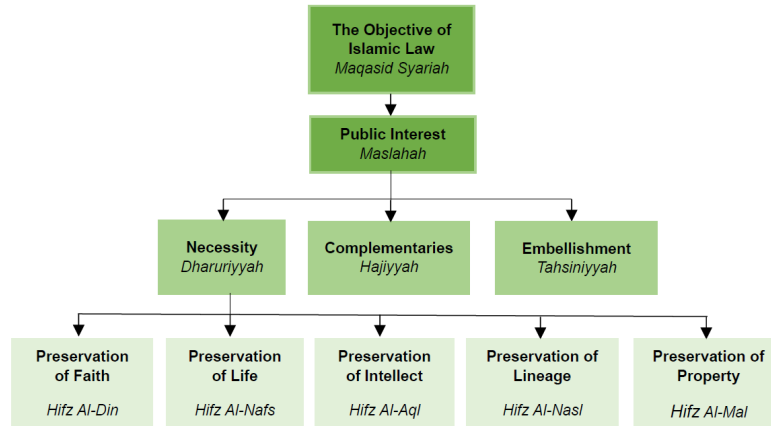 The Objective of
Islamic Law
Maqasid Syariah
Public Interest
Maslahah
Necessity
Dharuriyyah
Complementaries
Hajiyyah
Embellishment
Tahsiniyyah
Preservation
of Faith
Hifz Al-Din
Preservation
of Life
Hifz Al-Nafs
Preservation
of Intellect
Hifz Al-Aql
Preservation of
Lineage
Hifz Al-Nasl
Preservation of
Property
Hifz Al-Mal